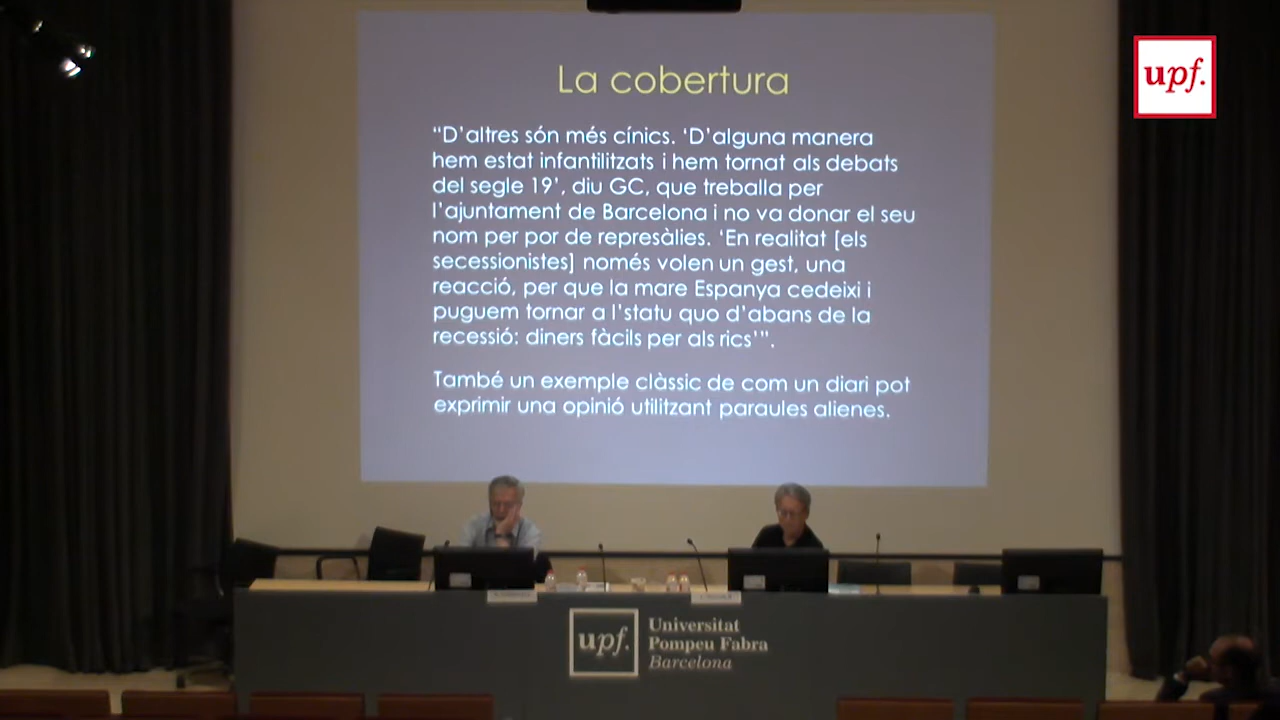 La cobertura
upf.
“D’altres són més cínics. ‘D’alguna manera
hem estat infantilitzats i hem tornat als debats
del segle 19’, diu GC, que treballa per
l’ajuntament de Barcelona i no va donar el seu
nom per por de represàlies. ‘En realitat [els
secessionistes] només volen un gest, una
reacció, per que la mare Espanya cedeixi i
puguem tornar a l’statu quo d’abans de la
recessió: diners fàcils per als rics’”.
També un exemple clàssic de com un diari pot
exprimir una opinió utilitzant paraules alienes.
upf.
Universitat
Pompeu Fabra
Barcelona